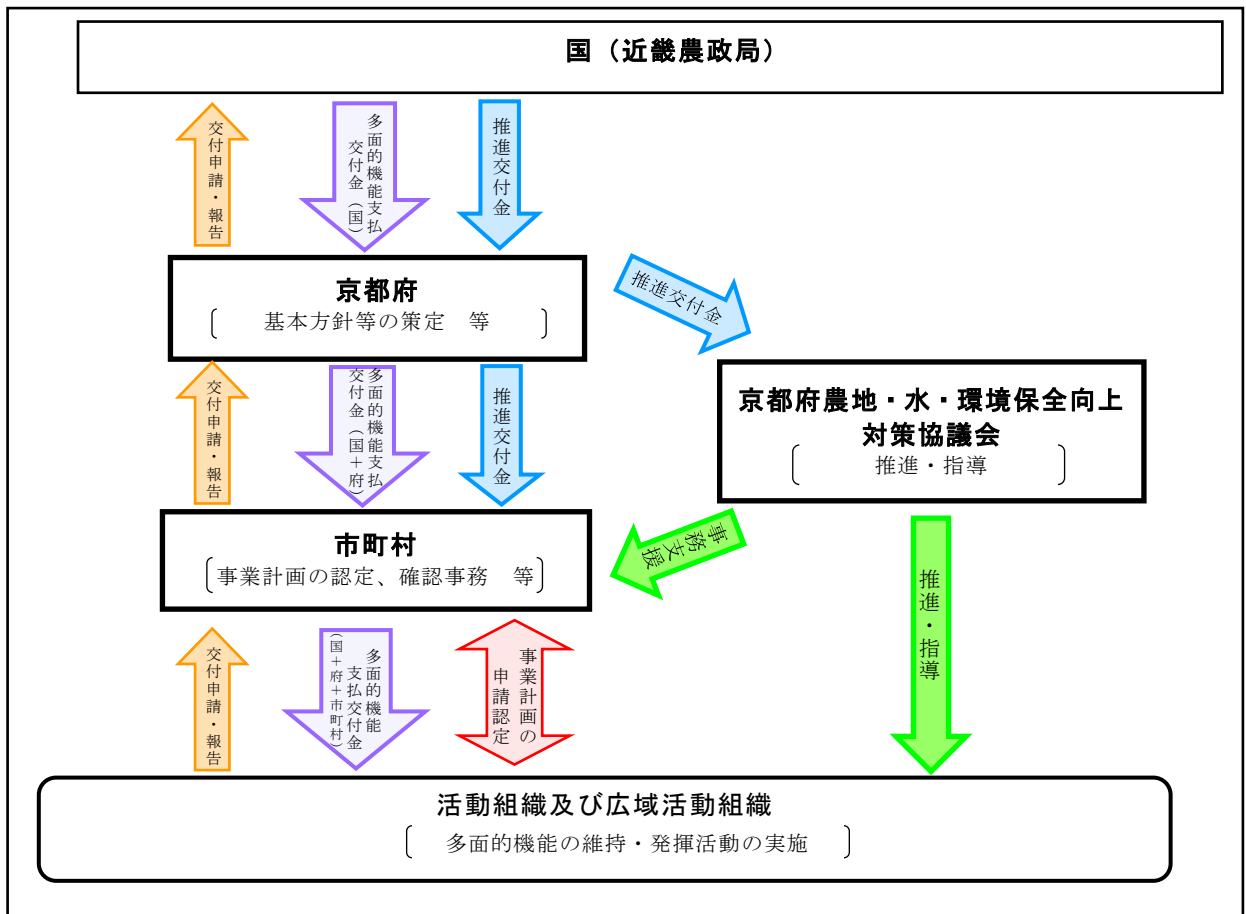 国（近畿農政局）
交付申請・報告
多面的機能支払
交付金（国）
推進交付金
京都府
基本方針等の策定　等
推進交付金
京都府農地・水・環境保全向上
対策協議会
推進・指導
交付申請・報告
多面的機能支払
交付金（国＋府）
推進交付金
市町村
事業計画の認定、確認事務　等
事務支
援
推進・指導
交付申請・報告
多面的機能
支払交付金
（国＋府＋市町村）
事業計画の
申請認定
活動組織及び広域活動組織
多面的機能の維持・発揮活動の実施